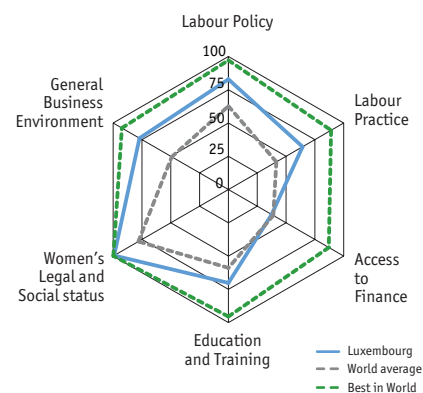 Labour Policy
100
75
50
25
0
General
Business
Environment
Labour
Practice
Women's
Legal and
Social status
Access
to
Finance
Education
and Training
Luxembourg
World average
Best in World